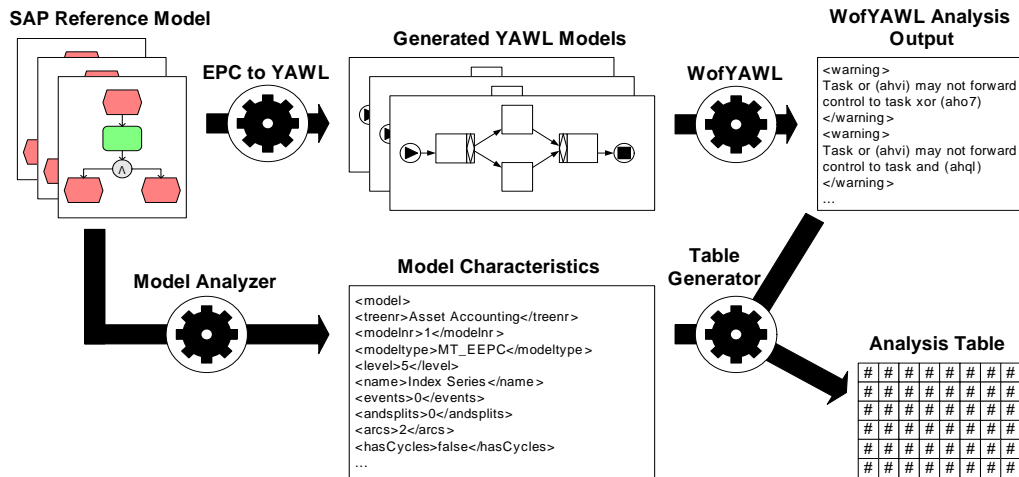 SAP Reference Model
EPC to YAWL
Generated YAWL Models
WofYAWL
WofYAWL Analysis
Output
<warning>
Task or (ahvi) may not forward
control to task xor (aho7)
</warning>
<warning>
Task or (ahvi) may not forward
control to task and (ahql)
</warning>
...
Λ
Model Analyzer
Model Characteristics
<model>
<treenr>Asset Accounting</treenr>
<modelnr>1</modelnr>
<modeltype>MT_EEPC</modeltype>
<level>5</level>
<name>Index Series</name>
<events>0</events>
<andsplits>0</andsplits>
<arcs>2</arcs>
<hasCycles>false</hasCycles>
...
Table
Generator
Analysis Table
# # # # # # # #
# # # # # # # #
# # # # # # # #
# # # # # # # #
# # # # # # # #
# # # # # # # #